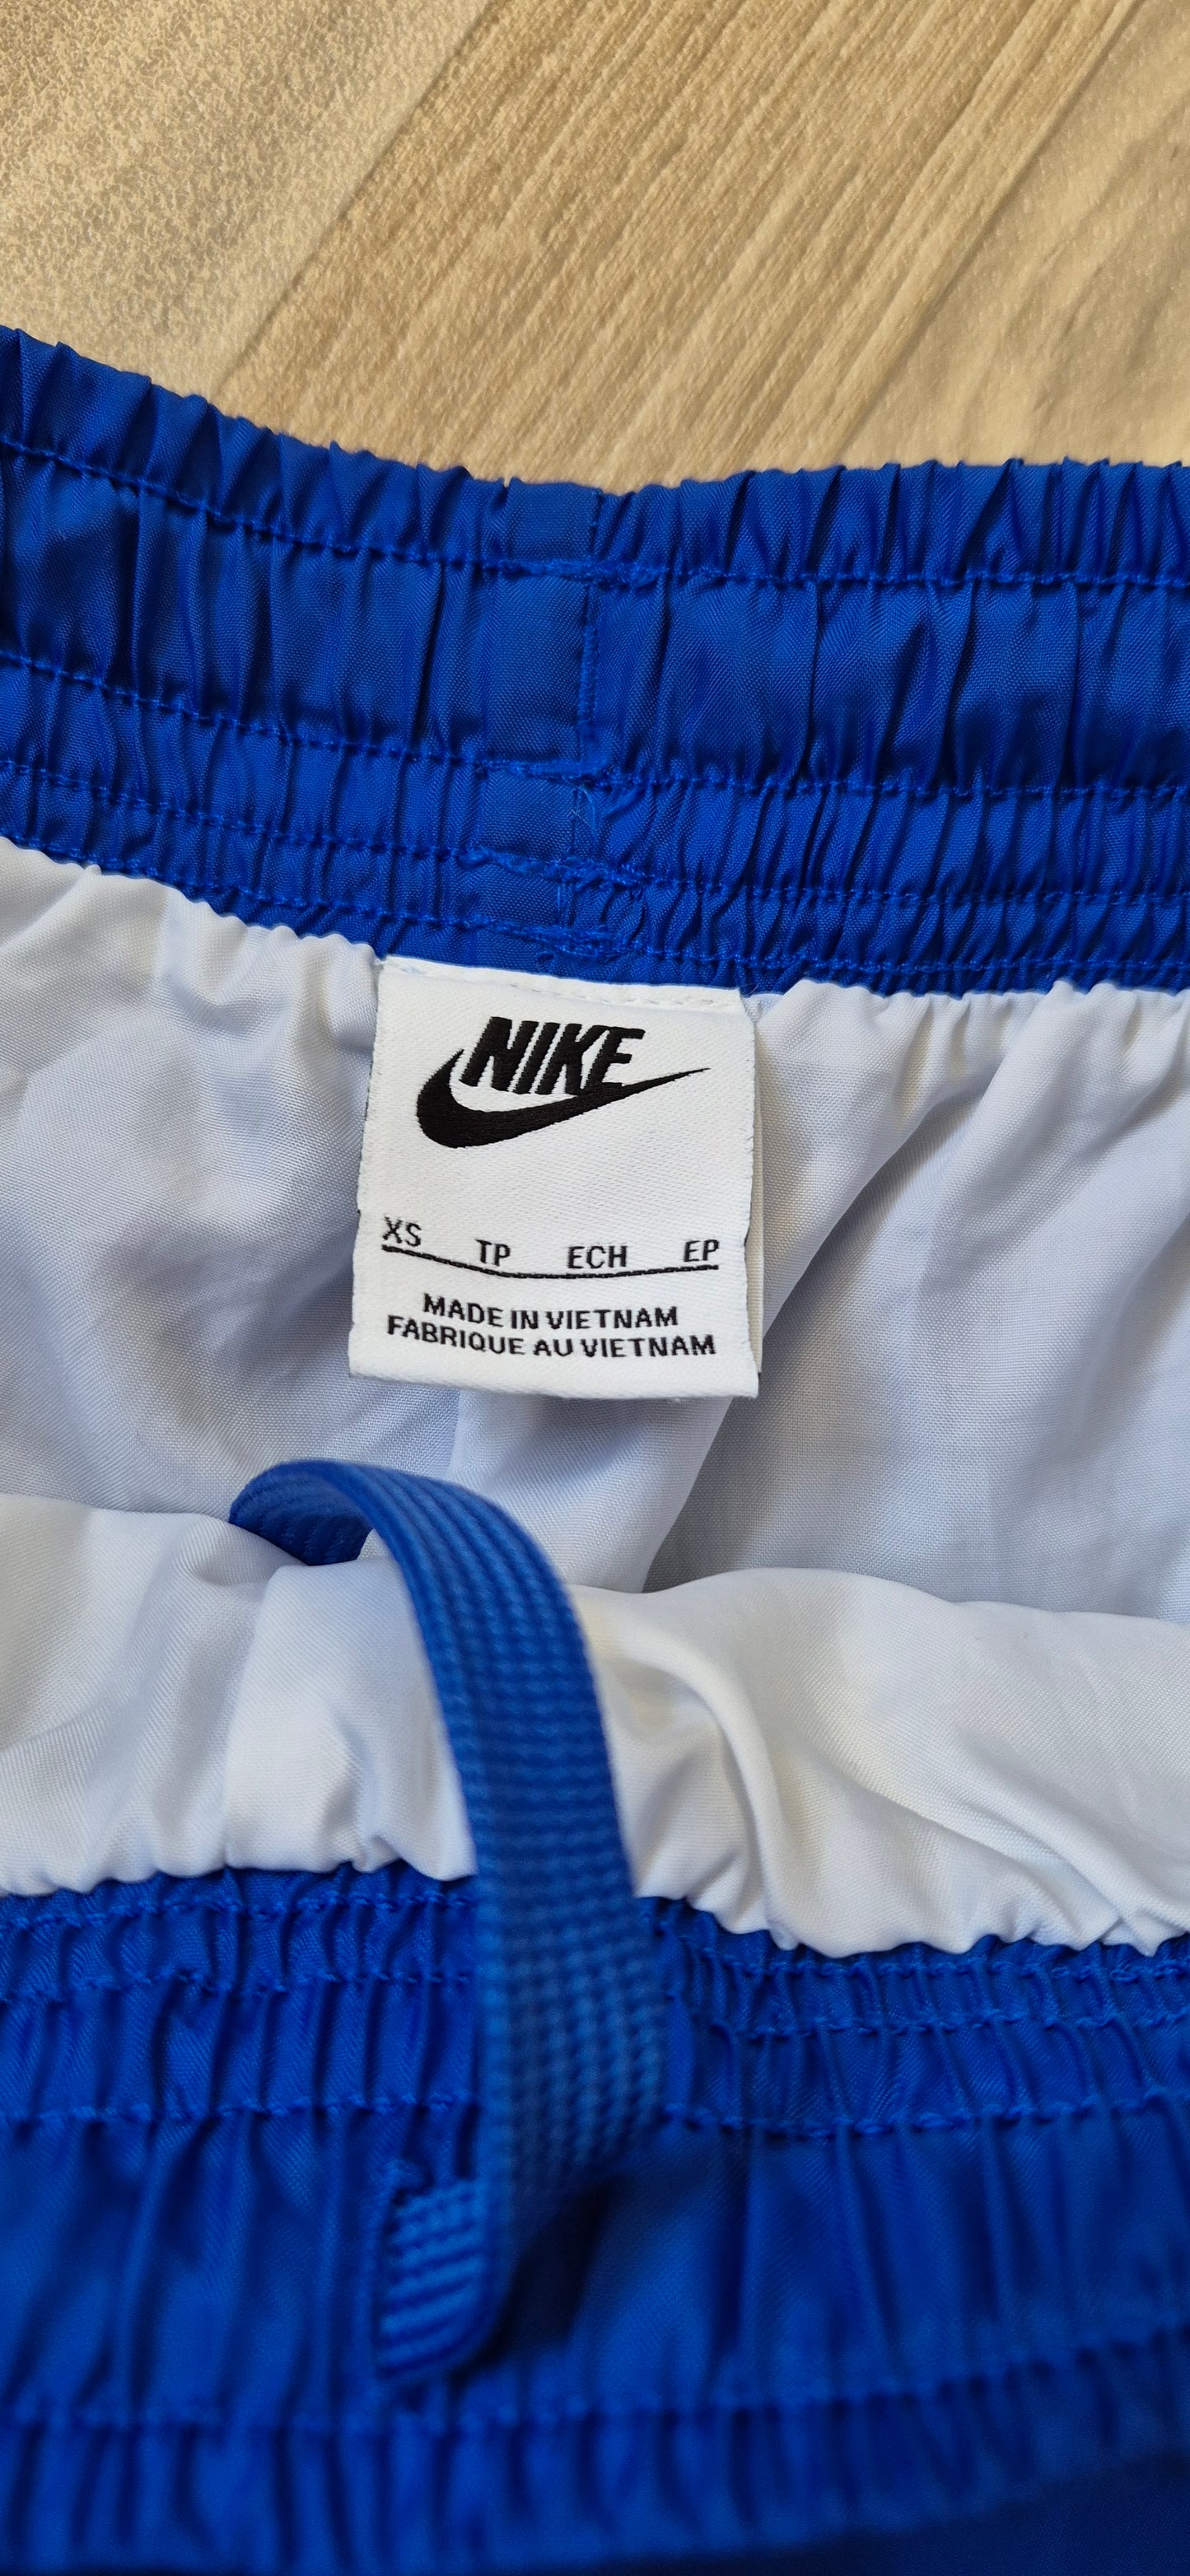 NIKE
XS TP ECH EP
MADE IN VIETNAM
FABRIQUE AU VIETNAM